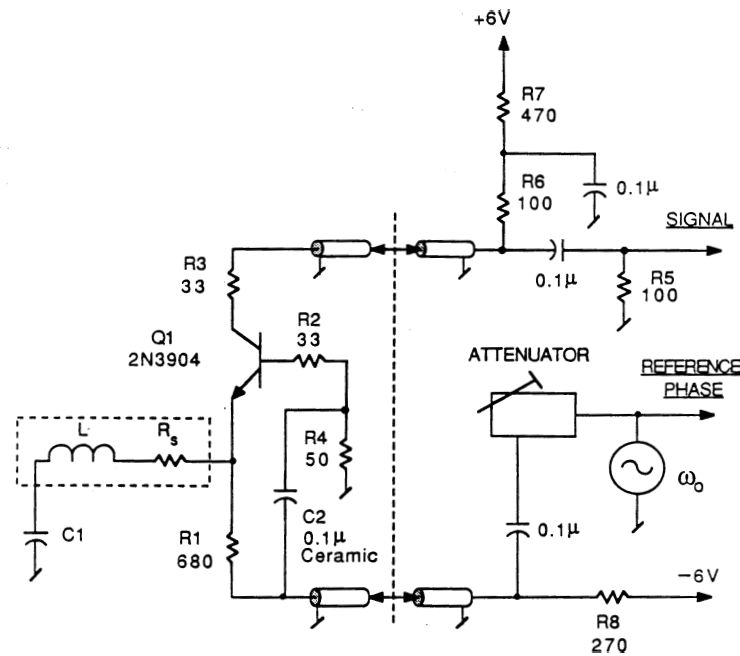 +6V
R7
470
R6
100
0.1μ
SIGNAL
0.1μ
R5
100
R3
33
Q1
2N3904
R2
33
ATTENUATOR
REFERENCE
PHASE
L
Rs
R4
50
ω₀
C1
R1
680
C2
0.1μ
Ceramic
0.1μ
−6V
R8
270